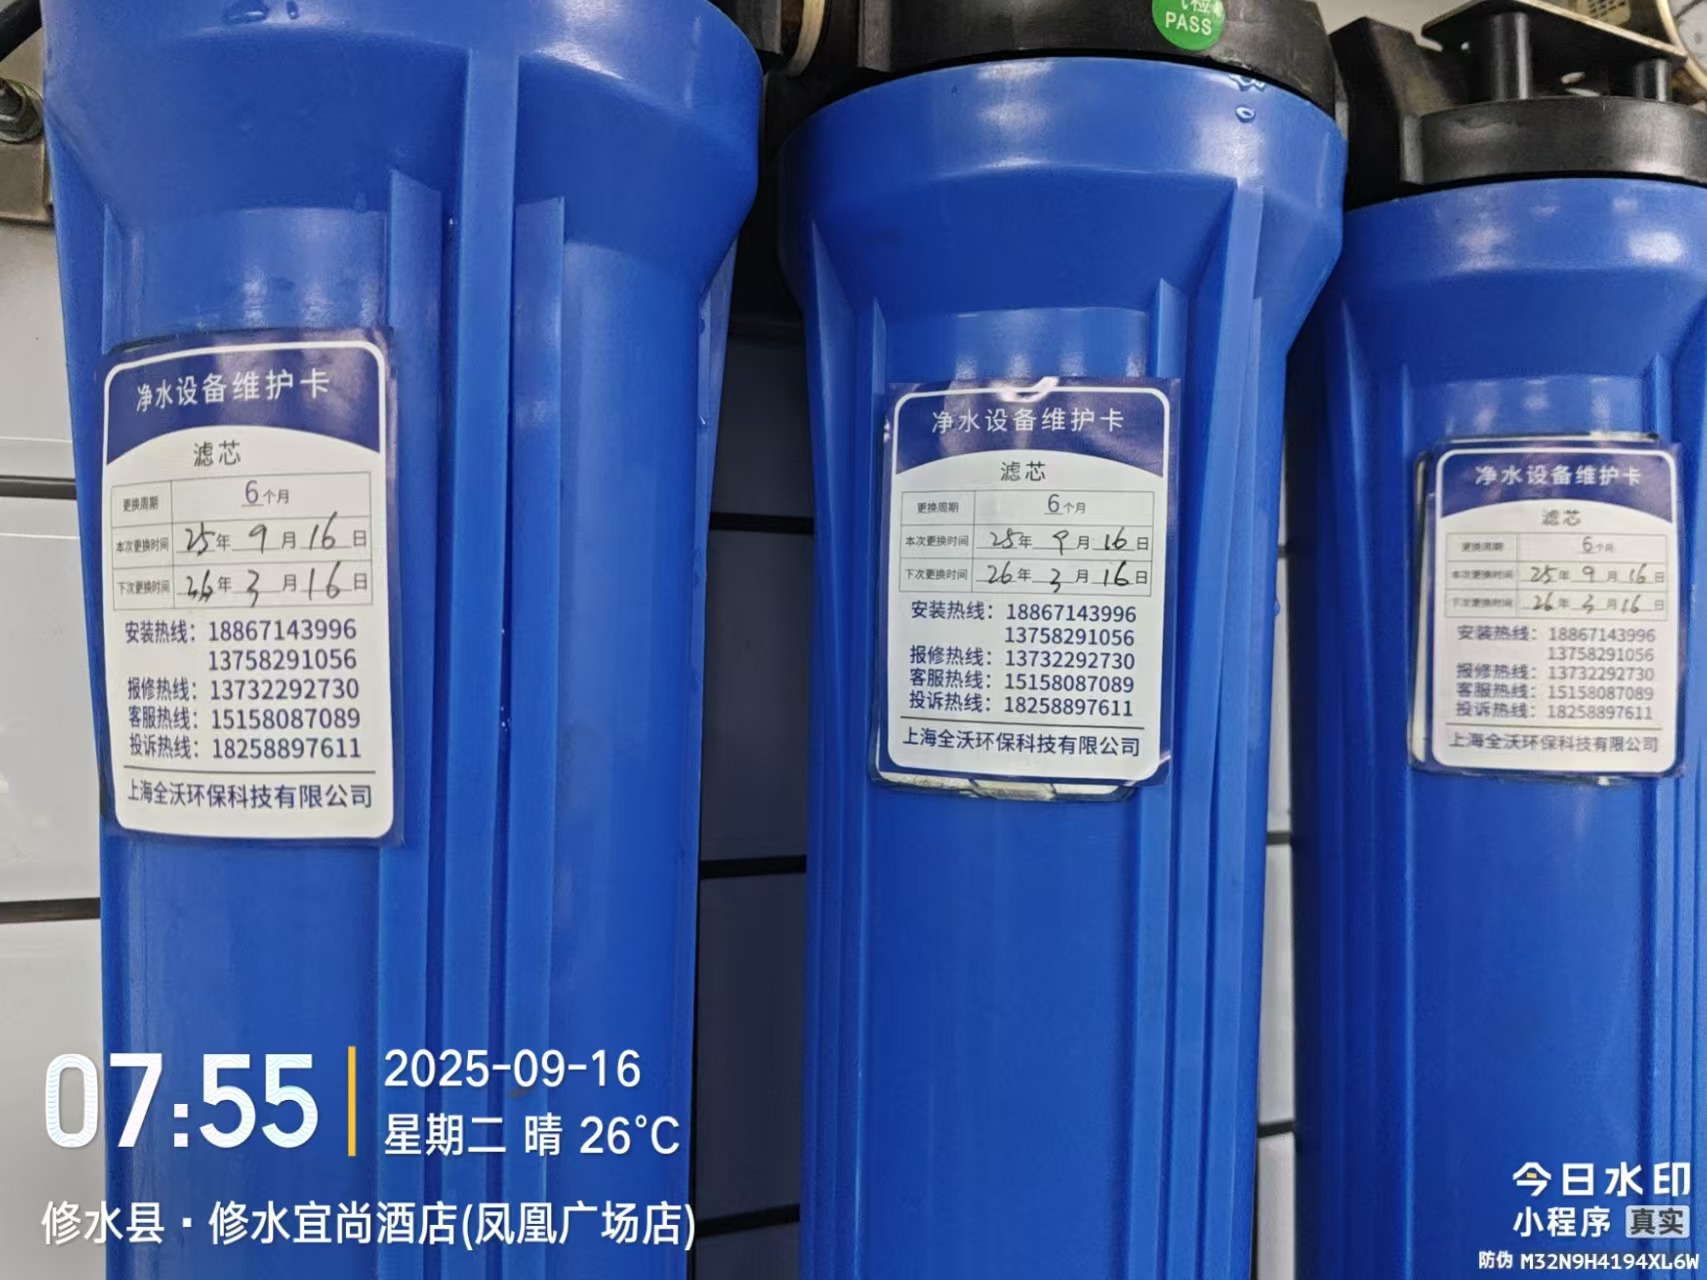 检
PASS
净水设备维护卡
滤芯
更换周期 6个月
本次更换时间 25年 9月 16日
下次更换时间 26年 3月 16日
安装热线：18867143996
13758291056
报修热线：13732292730
客服热线：15158087089
投诉热线：18258897611
上海全沃环保科技有限公司
净水设备维护卡
滤芯
更换周期 6个月
本次更换时间 25年 9月 16日
下次更换时间 26年 3月 16日
安装热线：18867143996
13758291056
报修热线：13732292730
客服热线：15158087089
投诉热线：18258897611
上海全沃环保科技有限公司
净水设备维护卡
滤芯
更换周期 6个月
本次更换时间 25年 9月 16日
下次更换时间 26年 3月 16日
安装热线：18867143996
13758291056
报修热线：13732292730
客服热线：15158087089
投诉热线：18258897611
上海全沃环保科技有限公司
07:55
2025-09-16
星期二 晴 26°C
修水县·修水宜尚酒店(凤凰广场店)
今日水印
小程序 真实
防伪 M32N9H4194XL6W